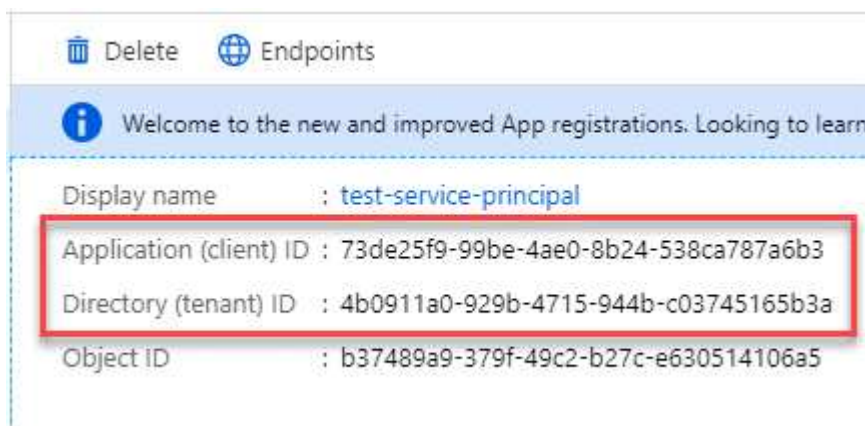 Delete Endpoints
Welcome to the new and improved App registrations. Looking to learn
Display name : test-service-principal
Application (client) ID : 73de25f9-99be-4ae0-8b24-538ca787a6b3
Directory (tenant) ID : 4b0911a0-929b-4715-944b-c03745165b3a
Object ID : b37489a9-379f-49c2-b27c-e630514106a5